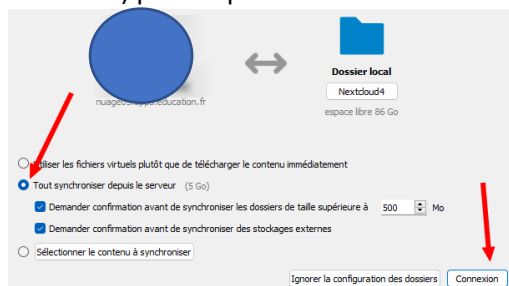 Dossier local
Nextcloud4
.education.fr
espace libre 86 Go
Utiliser les fichiers virtuels plutôt que de télécharger le contenu immédiatement
Tout synchroniser depuis le serveur (5 Go)
Demander confirmation avant de synchroniser les dossiers de taille supérieure à 500 Mo
Demander confirmation avant de synchroniser des stockages externes
Sélectionner le contenu à synchroniser
Ignorer la configuration des dossiers Connexion